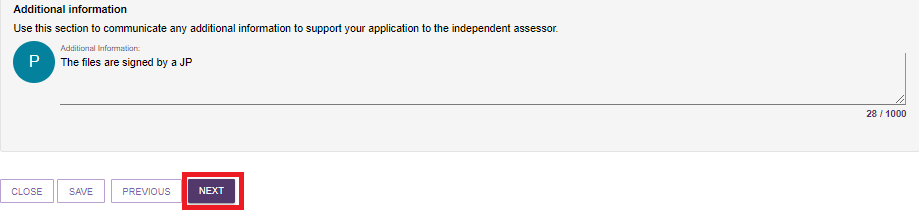 Additional information
Use this section to communicate any additional information to support your application to the independent assessor.
P
Additional Information:
The files are signed by a JP
28 / 1000
CLOSE SAVE PREVIOUS NEXT